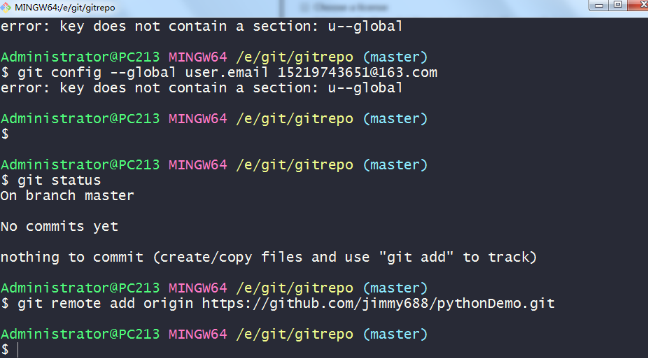 MINGW64:/e/git/gitrepo
Choose a license
error: key does not contain a section: u--global
Administrator@PC213 MINGW64 /e/git/gitrepo (master)
$ git config --global user.email 15219743651@163.com
error: key does not contain a section: u--global
Administrator@PC213 MINGW64 /e/git/gitrepo (master)
$
Administrator@PC213 MINGW64 /e/git/gitrepo (master)
$ git status
On branch master
No commits yet
nothing to commit (create/copy files and use "git add" to track)
Administrator@PC213 MINGW64 /e/git/gitrepo (master)
$ git remote add origin https://github.com/jimmy688/pythonDemo.git
Administrator@PC213 MINGW64 /e/git/gitrepo (master)
$